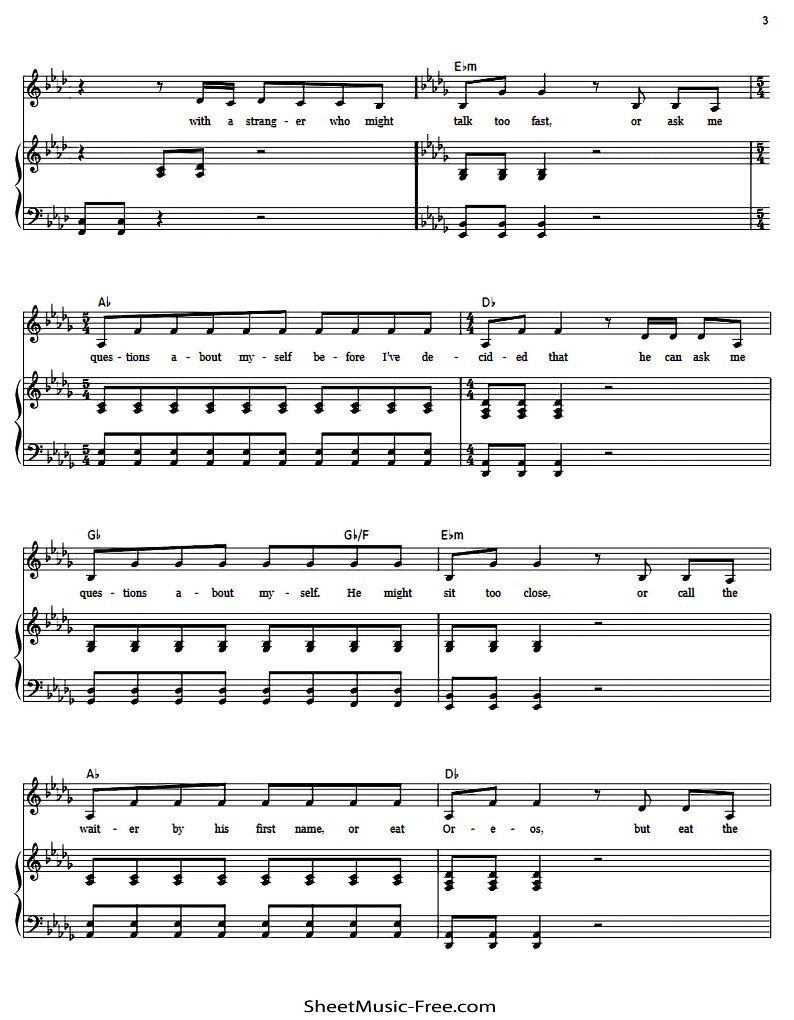 3
E♭m
with a strang - er who might talk too fast, or ask me
5/4
A♭ D♭
5/4 4/4
ques - tions a - bout my - self be - fore I've de - cid - ed that he can ask me
G♭ G♭/F E♭m
ques - tions a - bout my - self. He might sit too close, or call the
A♭ D♭
wait - er by his first name, or eat Or - e - os, but eat the
SheetMusic-Free.com